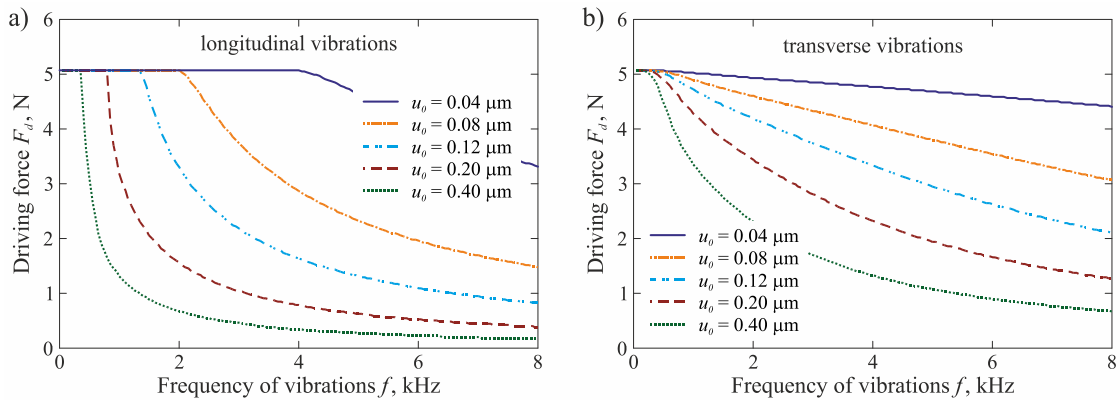 a)
longitudinal vibrations
Driving force F_d, N
6
5
4
3
2
1
0
u_0 = 0.04 μm
u_0 = 0.08 μm
u_0 = 0.12 μm
u_0 = 0.20 μm
u_0 = 0.40 μm
0 2 4 6 8
Frequency of vibrations f, kHz
b)
transverse vibrations
Driving force F_d, N
6
5
4
3
2
1
0
u_0 = 0.04 μm
u_0 = 0.08 μm
u_0 = 0.12 μm
u_0 = 0.20 μm
u_0 = 0.40 μm
0 2 4 6 8
Frequency of vibrations f, kHz